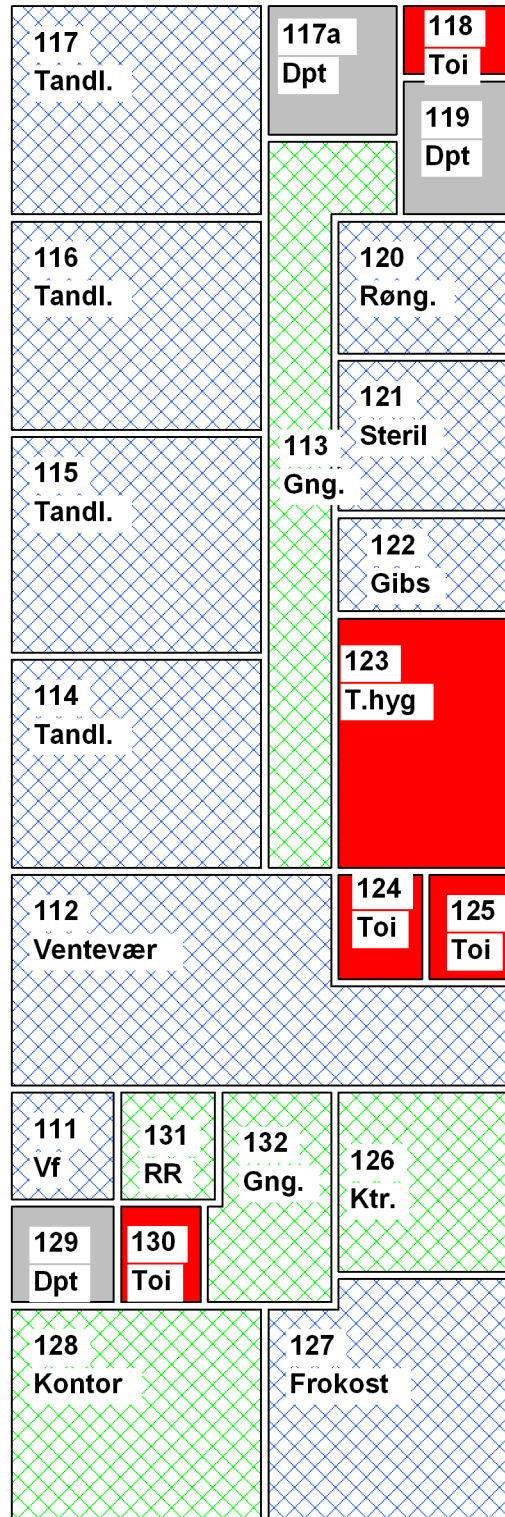 117
Tandl.
117a
Dpt
118
Toi
119
Dpt
116
Tandl.
120
Røng.
121
Steril
115
Tandl.
113
Gng.
122
Gibs
114
Tandl.
123
T.hyg
112
Ventevær
124
Toi
125
Toi
111
Vf
131
RR
132
Gng.
126
Ktr.
129
Dpt
130
Toi
128
Kontor
127
Frokost